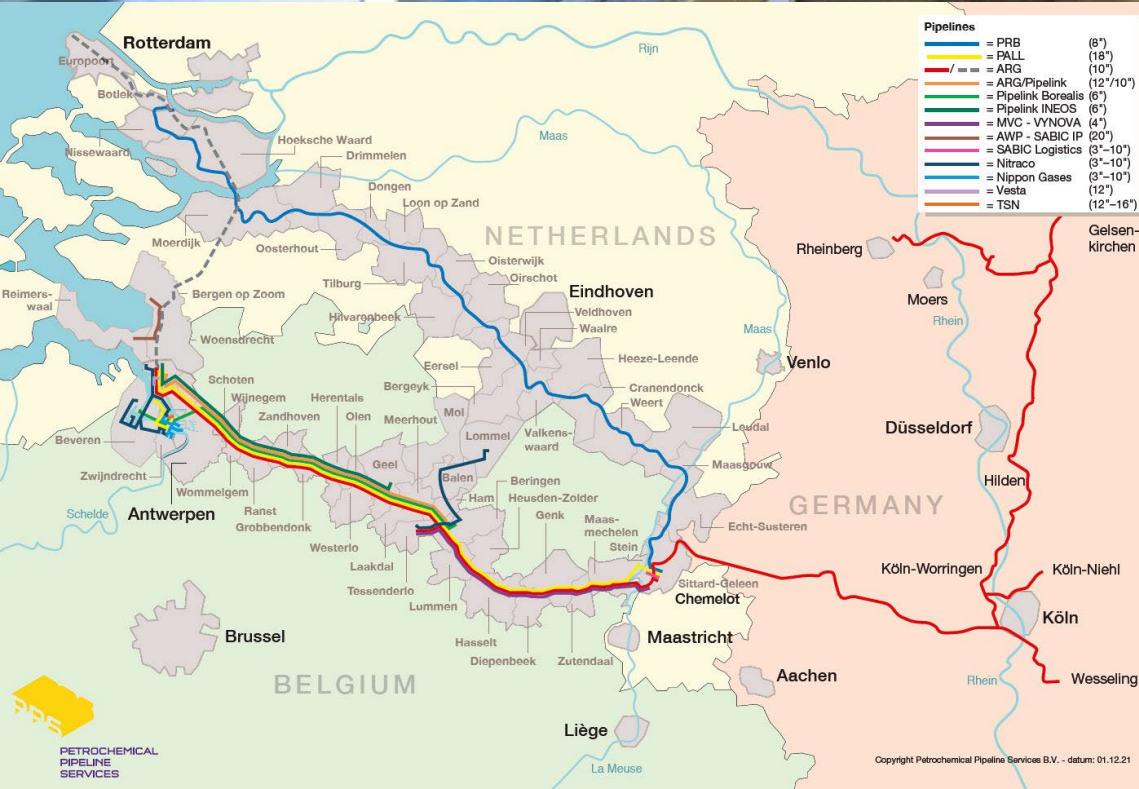 Pipelines
= PRB (8")
= PALL (18")
/ = ARG (10")
= ARG/Pipelink (12"/10")
= Pipelink Borealis (6")
= Pipelink INEOS (6")
= MVC - VYNOVA (4")
= AWP - SABIC IP (20")
= SABIC Logistics (3"–10")
= Nitraco (3"–10")
= Nippon Gases (3"–10")
= Vesta (12")
= TSN (12"–16")
Rotterdam
Rijn
Europoort
Botlek
Maas
Hoeksche Waard
Nissewaard
Drimmelen
Dongen
Loon op Zand
Gelsen-
kirchen
NETHERLANDS
Moerdijk
Oosterhout
Rheinberg
Oisterwijk
Oirschot
Tilburg
Reimers-
waal
Bergen op Zoom
Eindhoven
Moers
Veldhoven
Hilvarenbeek
Rhein
Waalre
Maas
Woensdrecht
Heeze-Leende
Venlo
Eersel
Schoten
Bergeyk
Cranendonck
Wijnegem
Herentals
Weert
Zandhoven
Olen
Meerhout
Mol
Leudal
Düsseldorf
Beveren
Lommel
Valkens-
waard
Geel
Maasgouw
Zwijndrecht
Balen
Beringen
Hilden
Wommelgem
Ham
Heusden-Zolder
GERMANY
Schelde
Antwerpen
Ranst
Genk
Maas-
mechelen
Echt-Susteren
Grobbendonk
Westerlo
Stein
Laakdal
Köln-Worringen
Köln-Niehl
Tessenderlo
Sittard-Geleen
Chemelot
Lummen
Köln
Brussel
Hasselt
Maastricht
Diepenbeek
Zutendaal
BELGIUM
Aachen
Rhein
Wesseling
PPS
Liège
PETROCHEMICAL
PIPELINE
SERVICES
La Meuse
Copyright Petrochemical Pipeline Services B.V. - datum: 01.12.21